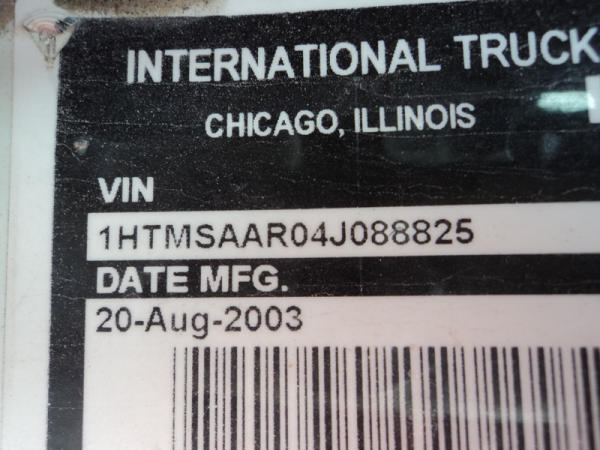 INTERNATIONAL TRUCK
CHICAGO, ILLINOIS
VIN
1HTMSAAR04J088825
DATE MFG.
20-Aug-2003